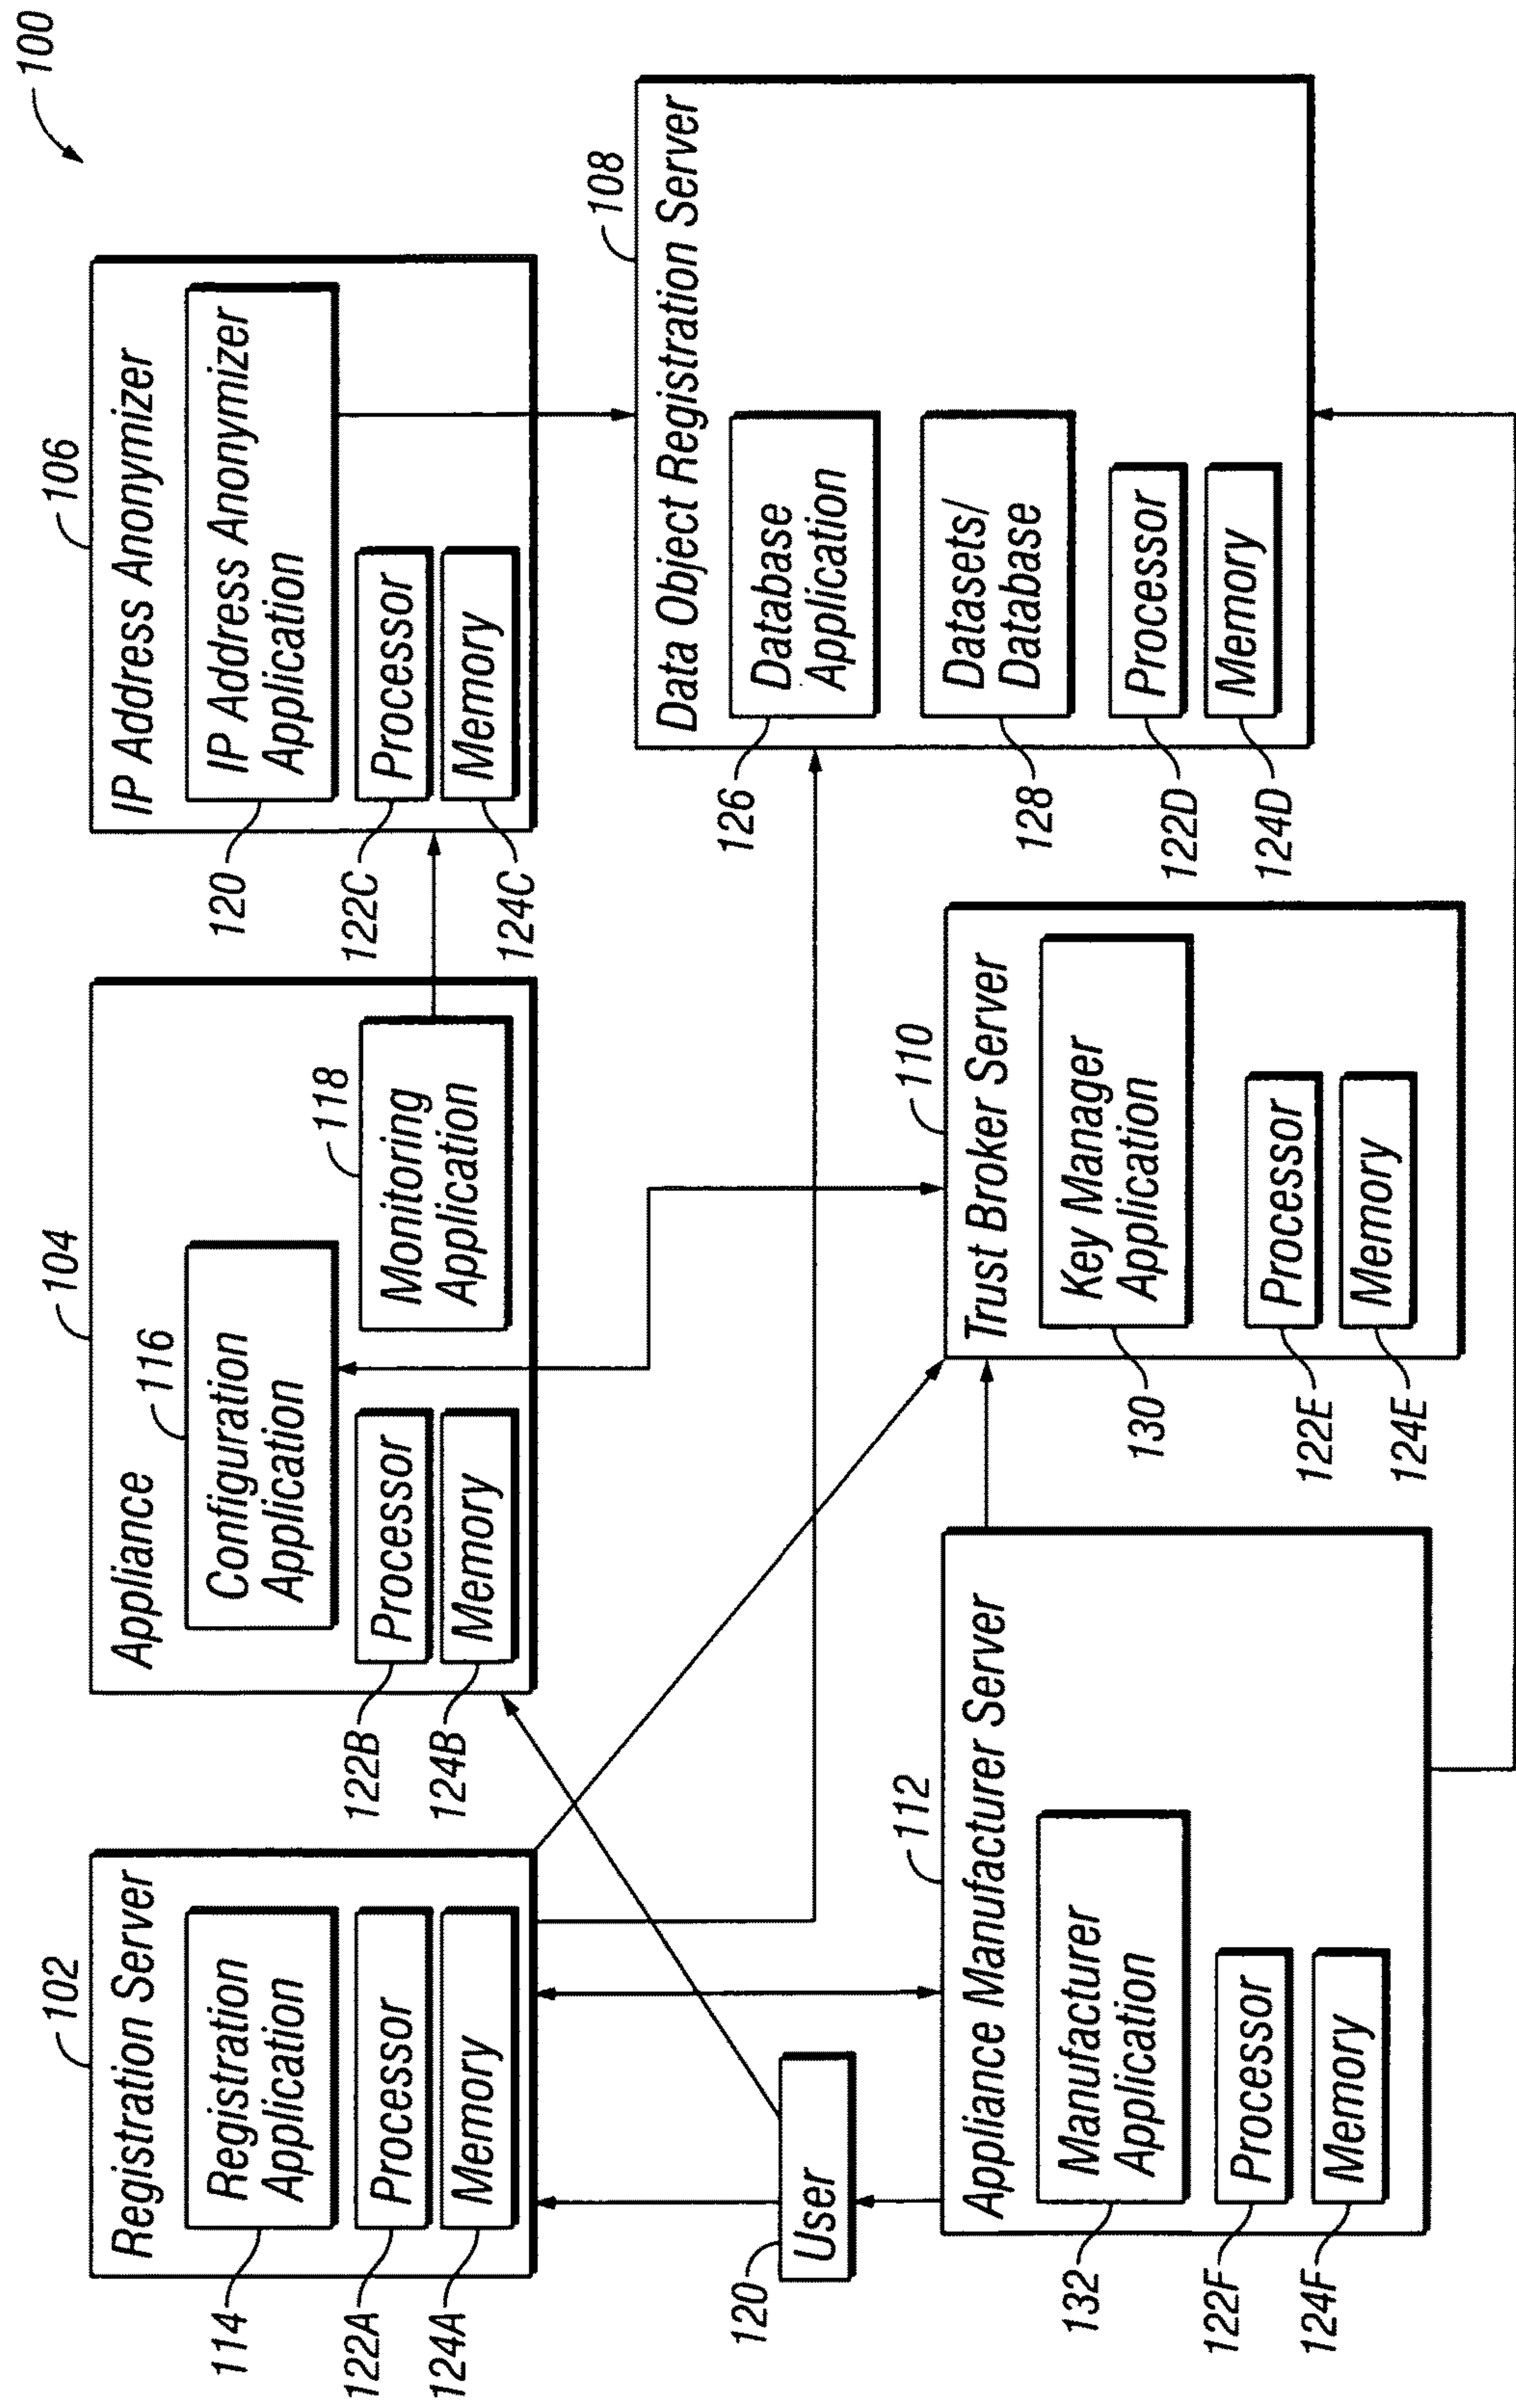 100
102
Registration Server
Registration
Application
Processor
Memory
114
122A
124A
104
Appliance
116
Configuration
Application
118
Monitoring
Application
Processor
Memory
122B
124B
106
IP Address Anonymizer
IP Address Anonymizer
Application
Processor
Memory
120
122C
124C
User
120
108
Data Object Registration Server
Database
Application
Datasets/
Database
Processor
Memory
126
128
122D
124D
112
Appliance Manufacturer Server
Manufacturer
Application
Processor
Memory
132
122F
124F
110
Trust Broker Server
Key Manager
Application
Processor
Memory
130
122E
124E